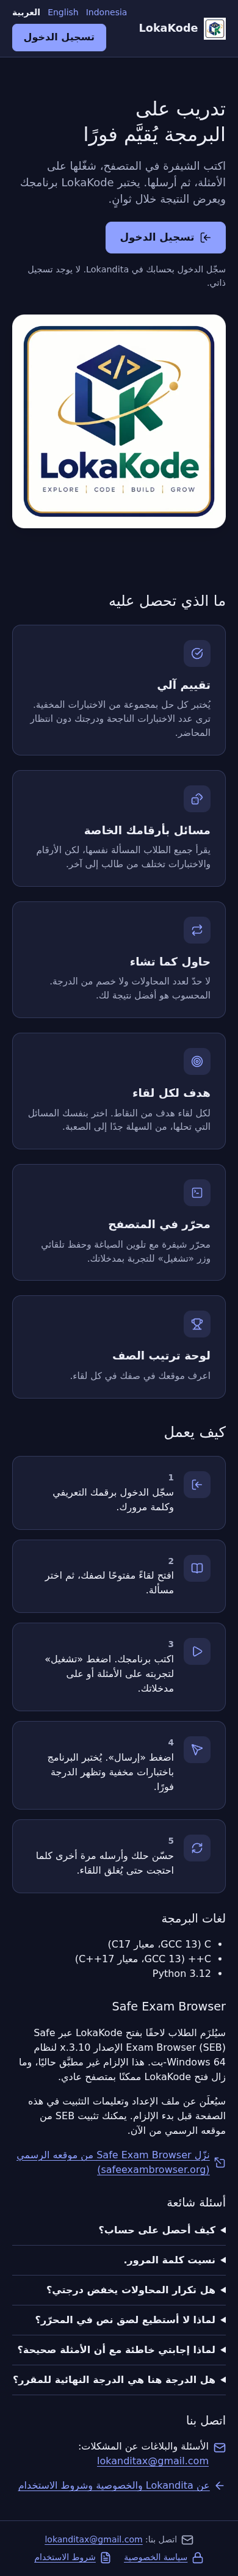 LokaKode
العربية English Indonesia
تسجيل الدخول
تدريب على
البرمجة يُقيَّم فورًا
اكتب الشيفرة في المتصفح، شغّلها على
الأمثلة، ثم أرسلها. يختبر LokaKode برنامجك
ويعرض النتيجة خلال ثوانٍ.
تسجيل الدخول
سجّل الدخول بحسابك في Lokandita. لا يوجد تسجيل
ذاتي.
LokaKode
EXPLORE | CODE | BUILD | GROW
ما الذي تحصل عليه
تقييم آلي
يُختبر كل حل بمجموعة من الاختبارات المخفية.
ترى عدد الاختبارات الناجحة ودرجتك دون انتظار
المحاضر.
مسائل بأرقامك الخاصة
يقرأ جميع الطلاب المسألة نفسها، لكن الأرقام
والاختبارات تختلف من طالب إلى آخر.
حاول كما تشاء
لا حدّ لعدد المحاولات ولا خصم من الدرجة.
المحسوب هو أفضل نتيجة لك.
هدف لكل لقاء
لكل لقاء هدف من النقاط. اختر بنفسك المسائل
التي تحلها، من السهلة جدًا إلى الصعبة.
محرّر في المتصفح
محرّر شيفرة مع تلوين الصياغة وحفظ تلقائي
وزر «تشغيل» للتجربة بمدخلاتك.
لوحة ترتيب الصف
اعرف موقعك في صفك في كل لقاء.
كيف يعمل
1
سجّل الدخول برقمك التعريفي
وكلمة مرورك.
2
افتح لقاءً مفتوحًا لصفك، ثم اختر
مسألة.
3
اكتب برنامجك. اضغط «تشغيل»
لتجربته على الأمثلة أو على
مدخلاتك.
4
اضغط «إرسال». يُختبر البرنامج
باختبارات مخفية وتظهر الدرجة
فورًا.
5
حسّن حلك وأرسله مرة أخرى كلما
احتجت حتى يُغلق اللقاء.
لغات البرمجة
• C (GCC 13، معيار C17)
• C++ (GCC 13، معيار C++17)
• Python 3.12
Safe Exam Browser
سيُلزَم الطلاب لاحقًا بفتح LokaKode عبر Safe
Exam Browser (SEB) الإصدار 3.10.x لنظام
Windows 64-بت. هذا الإلزام غير مطبَّق حاليًا، وما
زال فتح LokaKode ممكنًا بمتصفح عادي.
سيُعلَن عن ملف الإعداد وتعليمات التثبيت في هذه
الصفحة قبل بدء الإلزام. يمكنك تثبيت SEB من
موقعه الرسمي من الآن.
نزّل Safe Exam Browser من موقعه الرسمي
(safeexambrowser.org)
أسئلة شائعة
كيف أحصل على حساب؟
نسيت كلمة المرور.
هل تكرار المحاولات يخفض درجتي؟
لماذا لا أستطيع لصق نص في المحرّر؟
لماذا إجابتي خاطئة مع أن الأمثلة صحيحة؟
هل الدرجة هنا هي الدرجة النهائية للمقرر؟
اتصل بنا
الأسئلة والبلاغات عن المشكلات:
lokanditax@gmail.com
عن Lokandita والخصوصية وشروط الاستخدام
اتصل بنا: lokanditax@gmail.com
سياسة الخصوصية شروط الاستخدام